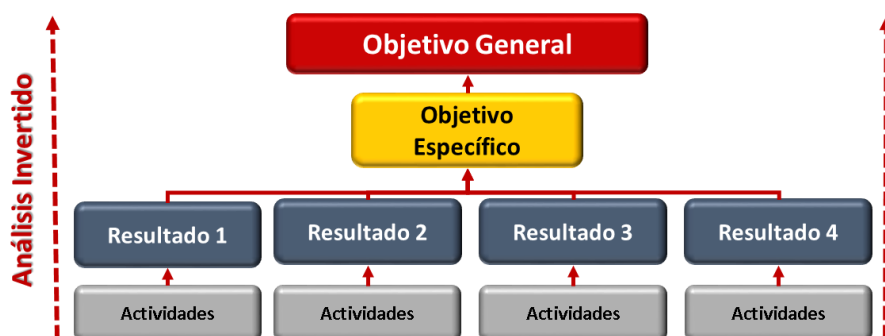 Objetivo General
Análisis Invertido
Objetivo
Específico
Resultado 1
Resultado 2
Resultado 3
Resultado 4
Actividades
Actividades
Actividades
Actividades